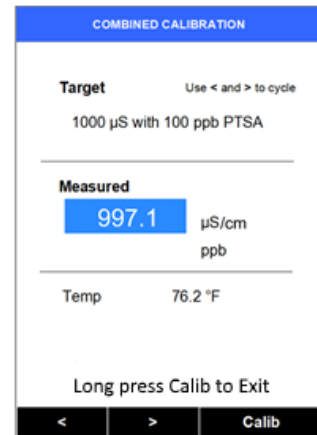 COMBINED CALIBRATION
Target Use < and > to cycle
1000 µS with 100 ppb PTSA
Measured
997.1 µS/cm
ppb
Temp 76.2 °F
Long press Calib to Exit
< > Calib